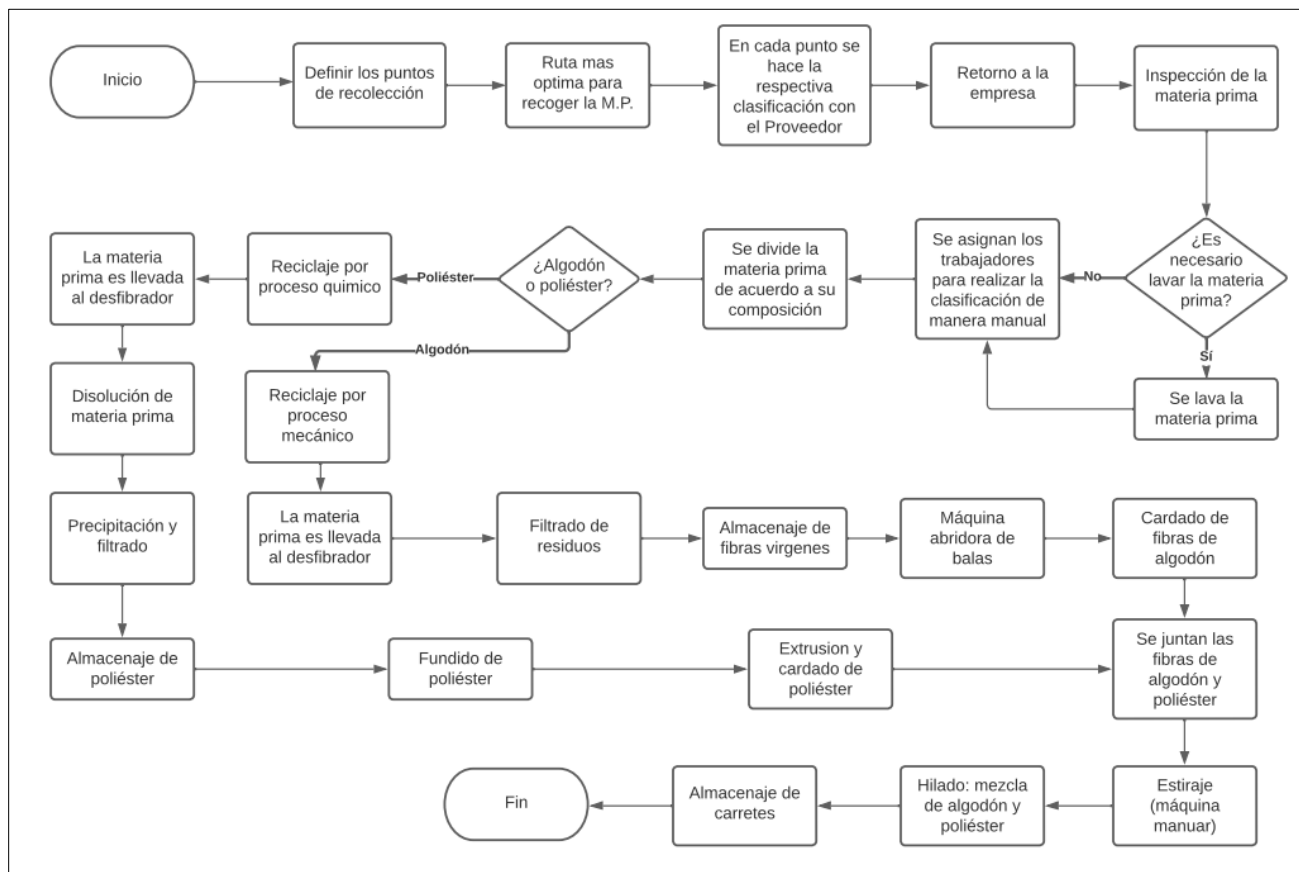 Inicio
Definir los puntos
de recolección
Ruta mas
optima para
recoger la M.P.
En cada punto se
hace la
respectiva
clasificación con
el Proveedor
Retorno a la
empresa
Inspección de la
materia prima
¿Es
necesario
lavar la materia
prima?
No
Sí
Se lava la
materia prima
Se asignan los
trabajadores
para realizar la
clasificación de
manera manual
Se divide la
materia prima
de acuerdo a su
composición
¿Algodón
o poliéster?
Poliéster
Algodón
Reciclaje por
proceso quimico
La materia
prima es llevada
al desfibrador
Disolución de
materia prima
Precipitación y
filtrado
Reciclaje por
proceso
mecánico
La materia
prima es llevada
al desfibrador
Filtrado de
residuos
Almacenaje de
fibras virgenes
Máquina
abridora de
balas
Cardado de
fibras de
algodón
Almacenaje de
poliéster
Fundido de
poliéster
Extrusion y
cardado de
poliéster
Se juntan las
fibras de
algodón y
poliéster
Estiraje
(máquina
manuar)
Hilado: mezcla
de algodón y
poliéster
Almacenaje de
carretes
Fin